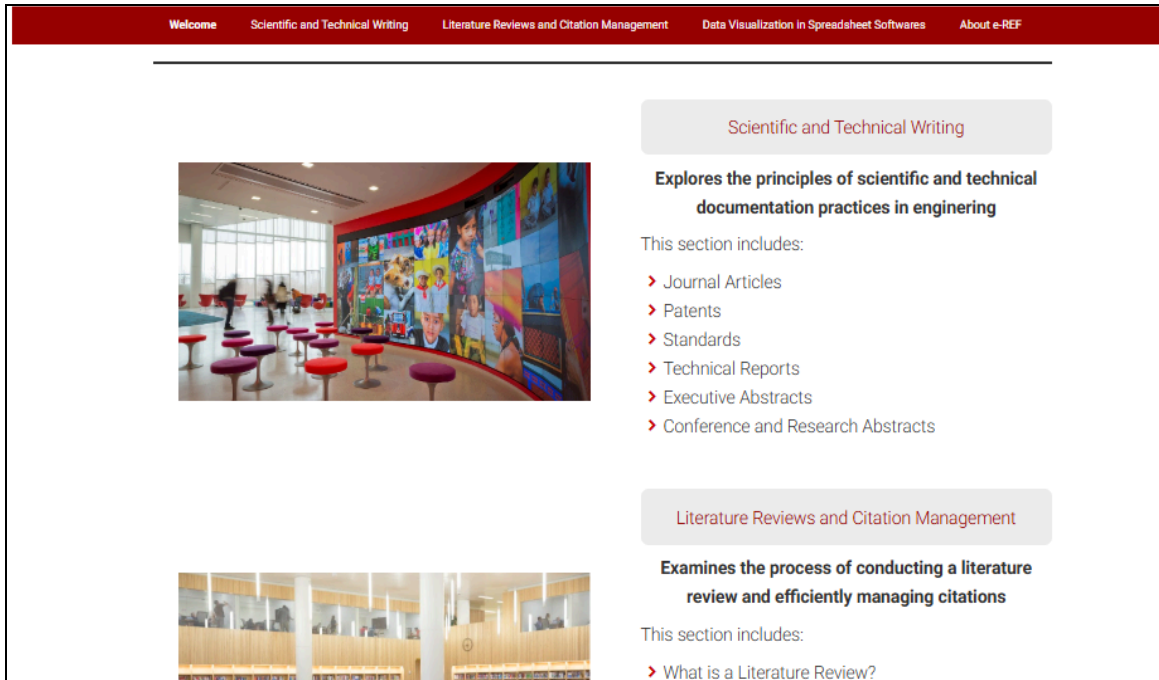 Welcome Scientific and Technical Writing Literature Reviews and Citation Management Data Visualization in Spreadsheet Softwares About e-REF
Scientific and Technical Writing
Explores the principles of scientific and technical
documentation practices in enginering
This section includes:
Journal Articles
Patents
Standards
Technical Reports
Executive Abstracts
Conference and Research Abstracts
Literature Reviews and Citation Management
Examines the process of conducting a literature
review and efficiently managing citations
This section includes:
What is a Literature Review?